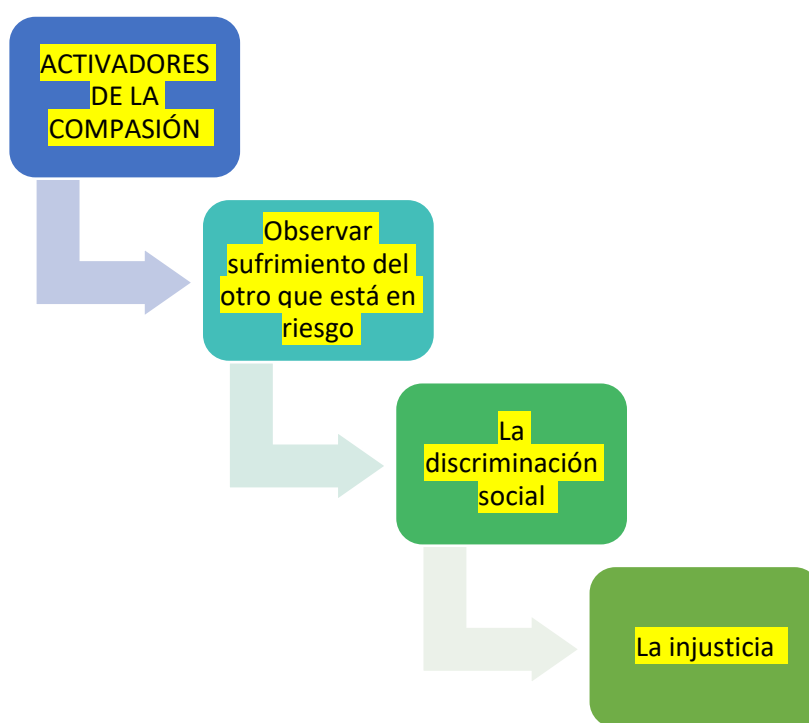 ACTIVADORES
DE LA
COMPASIÓN
Observar
sufrimiento del
otro que está en
riesgo
La
discriminación
social
La injusticia